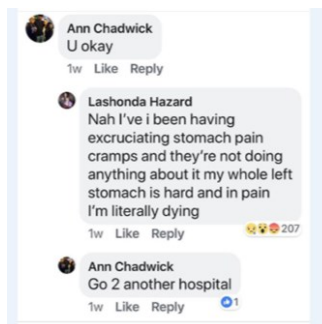 Ann Chadwick
U okay
1w Like Reply
Lashonda Hazard
Nah I've i been having
excruciating stomach pain
cramps and they're not doing
anything about it my whole left
stomach is hard and in pain
I'm literally dying
1w Like Reply 207
Ann Chadwick
Go 2 another hospital
1w Like Reply 1